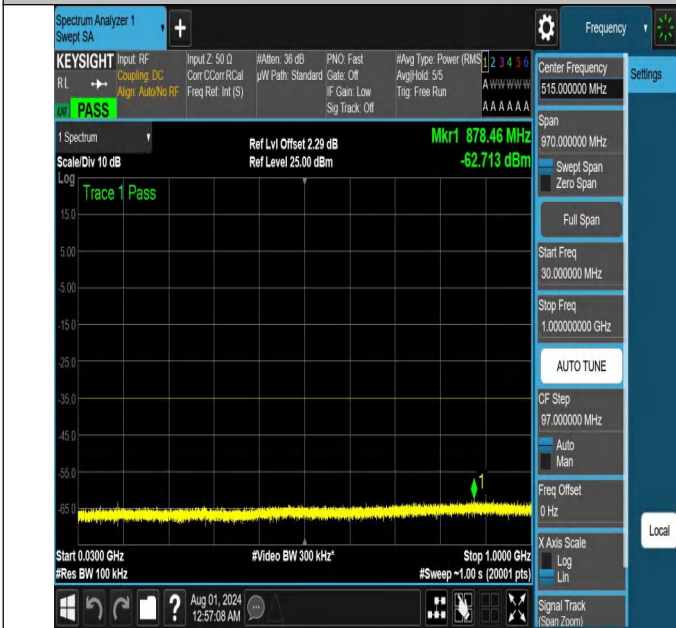 Spectrum Analyzer 1
Swept SA
+
Frequency
KEYSIGHT
RL
PASS
Input: RF
Coupling: DC
Align: Auto/No RF
Input Z: 50 Ω
Corr CCorr RCal
Freq Ref: Int (S)
#Atten: 36 dB
µW Path: Standard
PNO: Fast
Gate: Off
IF Gain: Low
Sig Track: Off
#Avg Type: Power (RMS
Avg|Hold: 5/5
Trig: Free Run
1 2 3 4 5 6
A W W W W W
A A A A A A
1 Spectrum
Scale/Div 10 dB
Ref Lvl Offset 2.29 dB
Ref Level 25.00 dBm
Mkr1 878.46 MHz
-62.713 dBm
Log
Trace 1 Pass
15.0
5.00
-5.00
-15.0
-25.0
-35.0
-45.0
-55.0
-65.0
1
Start 0.0300 GHz
#Res BW 100 kHz
#Video BW 300 kHz*
Stop 1.0000 GHz
#Sweep ~1.00 s (20001 pts)
Aug 01, 2024
12:57:08 AM
?
Center Frequency
515.000000 MHz
Span
970.000000 MHz
Swept Span
Zero Span
Full Span
Start Freq
30.000000 MHz
Stop Freq
1.000000000 GHz
AUTO TUNE
CF Step
97.000000 MHz
Auto
Man
Freq Offset
0 Hz
X Axis Scale
Log
Lin
Signal Track
(Span Zoom)
Settings
Local